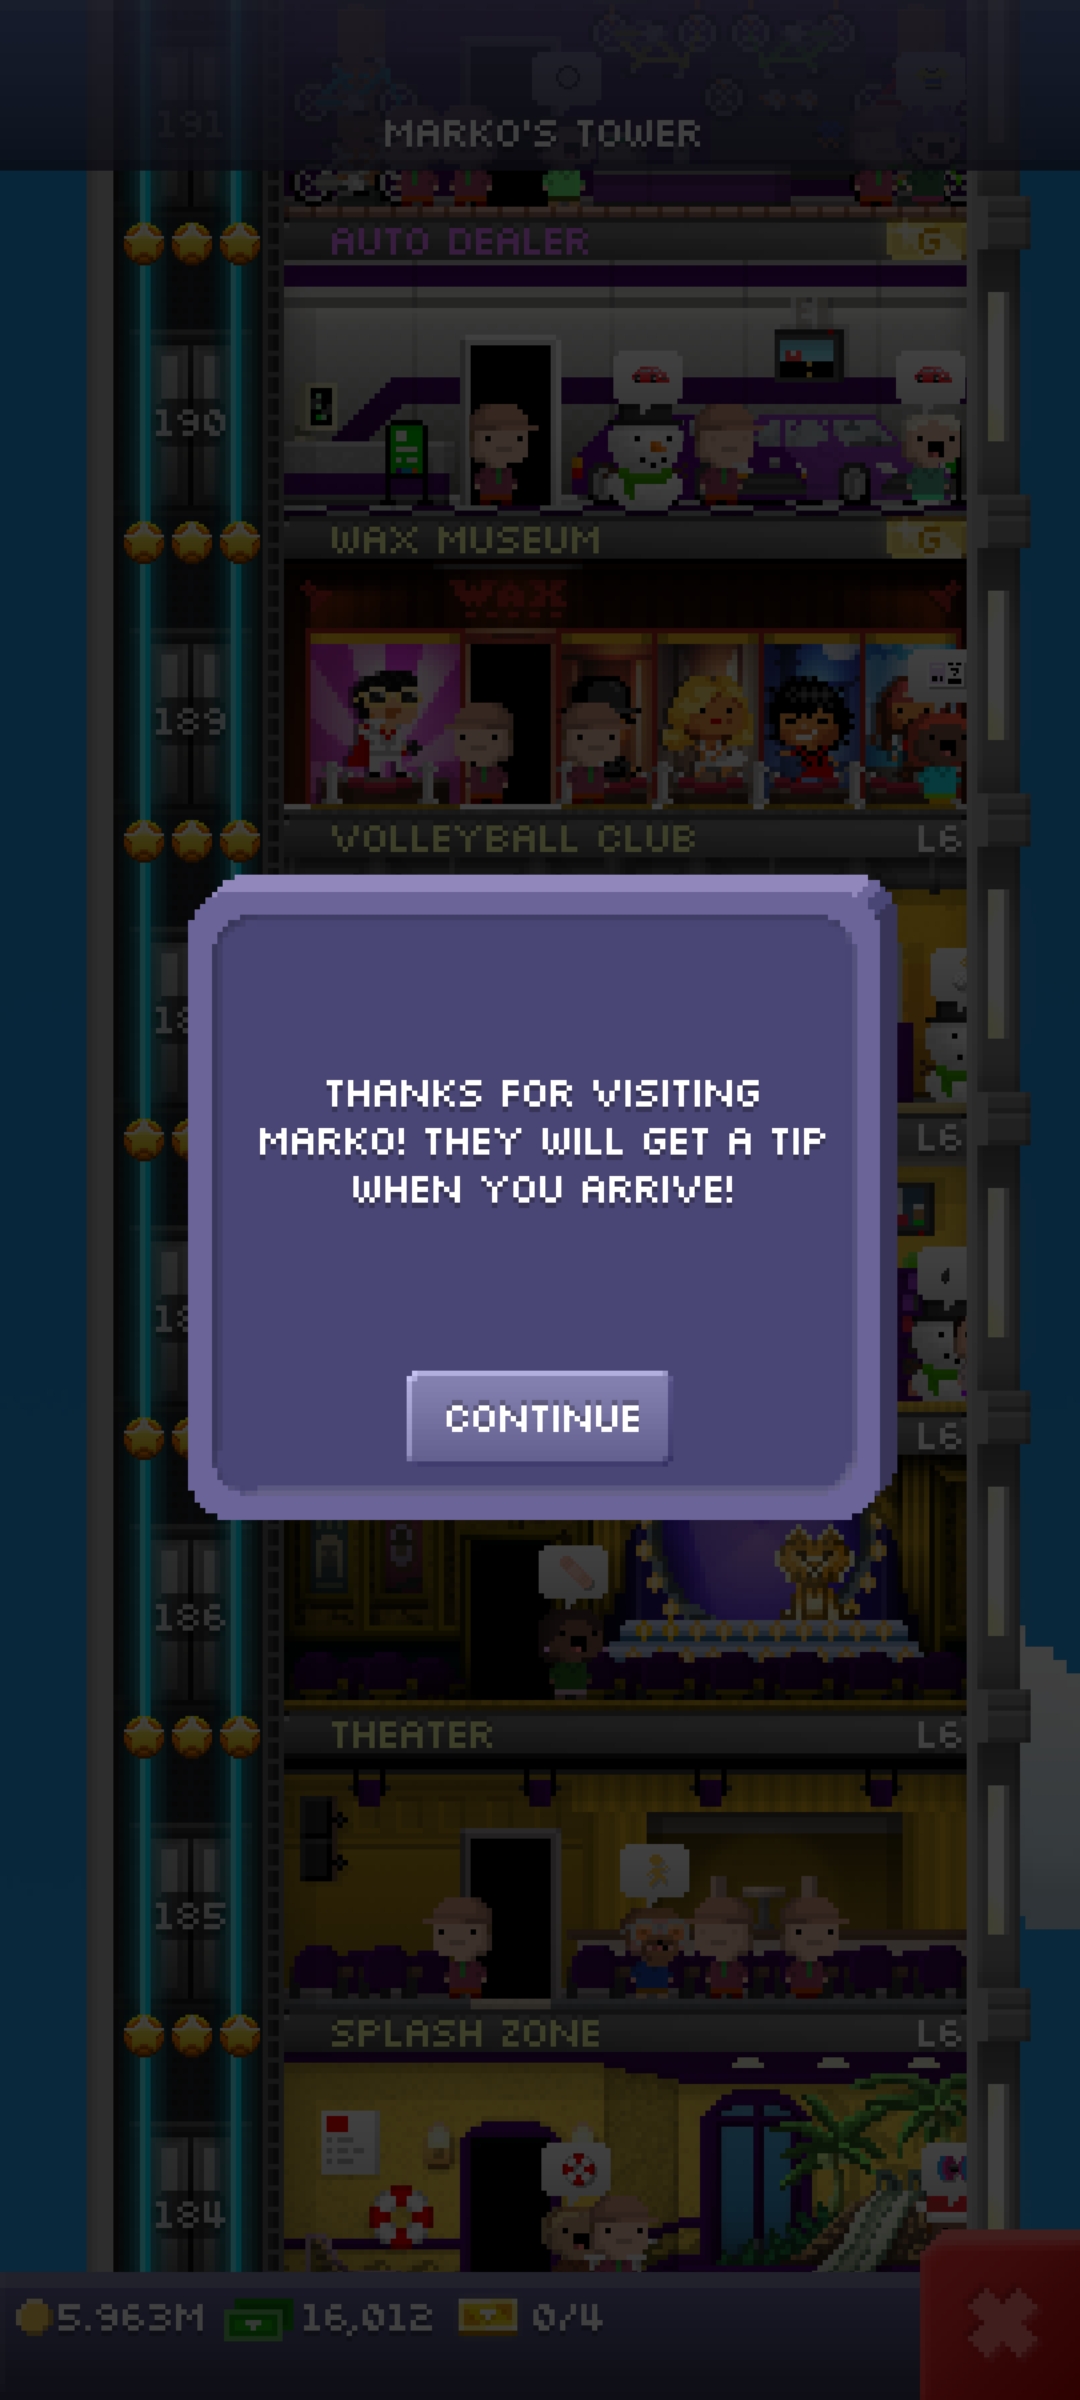 191
MARKO'S TOWER
AUTO DEALER G
190
WAX MUSEUM G
WAX
189
VOLLEYBALL CLUB L6
THANKS FOR VISITING
MARKO! THEY WILL GET A TIP
WHEN YOU ARRIVE!
L6
CONTINUE
L6
186
THEATER L6
185
SPLASH ZONE L6
184
5.963M 16,012 0/4